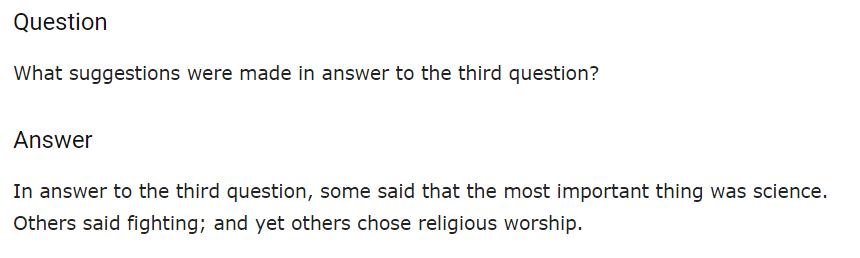 Question
What suggestions were made in answer to the third question?
Answer
In answer to the third question, some said that the most important thing was science.
Others said fighting; and yet others chose religious worship.